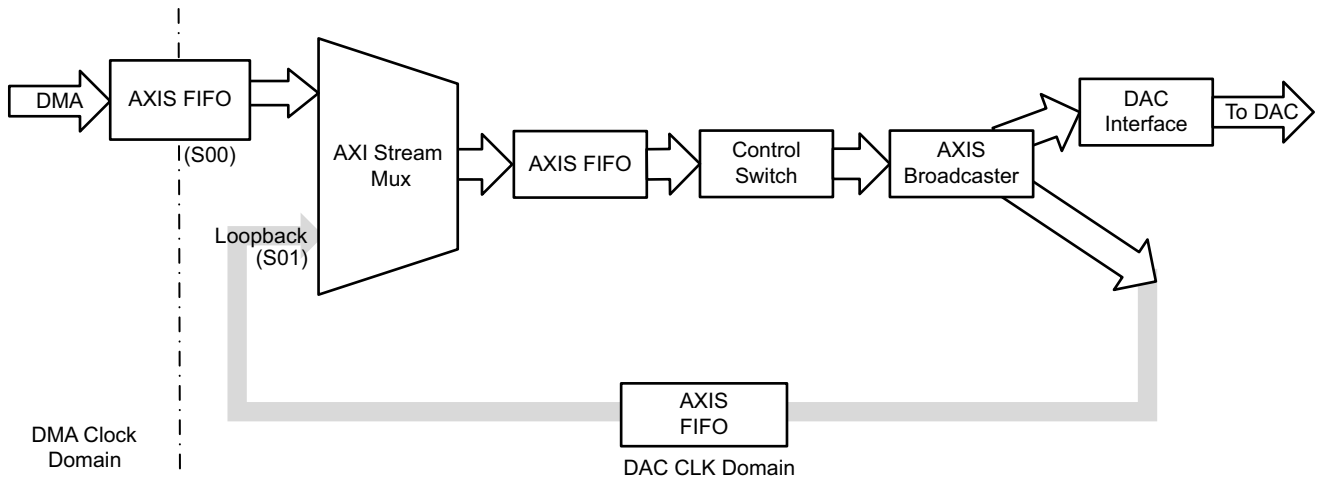 DMA
AXIS FIFO
(S00)
AXI Stream
Mux
AXIS FIFO
Control
Switch
AXIS
Broadcaster
DAC
Interface
To DAC
Loopback
(S01)
AXIS
FIFO
DMA Clock
Domain
DAC CLK Domain